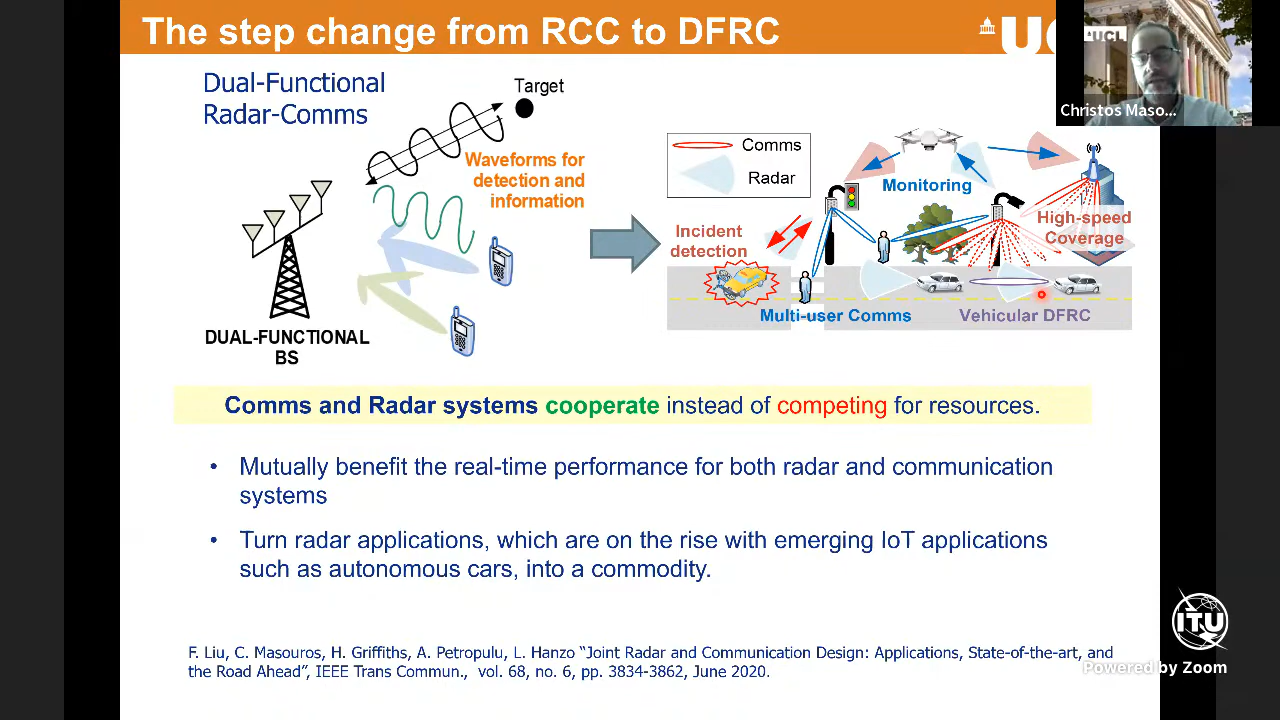 The step change from RCC to DFRC
UCL
Christos Maso...
Dual-Functional
Radar-Comms
Target
Waveforms for
detection and
information
DUAL-FUNCTIONAL
BS
Comms
Radar
Monitoring
Incident
detection
High-speed
Coverage
Multi-user Comms
Vehicular DFRC
Comms and Radar systems cooperate instead of competing for resources.
• Mutually benefit the real-time performance for both radar and communication
systems
• Turn radar applications, which are on the rise with emerging IoT applications
such as autonomous cars, into a commodity.
F. Liu, C. Masouros, H. Griffiths, A. Petropulu, L. Hanzo “Joint Radar and Communication Design: Applications, State-of-the-art, and
the Road Ahead”, IEEE Trans Commun., vol. 68, no. 6, pp. 3834-3862, June 2020.
ITU
Powered by Zoom